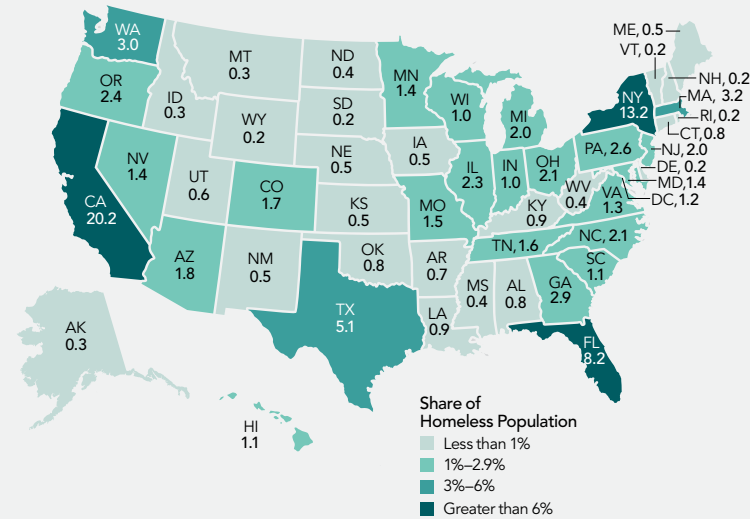 WA
3.0
OR
2.4
CA
20.2
NV
1.4
ID
0.3
MT
0.3
WY
0.2
UT
0.6
AZ
1.8
CO
1.7
NM
0.5
ND
0.4
SD
0.2
NE
0.5
KS
0.5
OK
0.8
TX
5.1
MN
1.4
IA
0.5
MO
1.5
AR
0.7
LA
0.9
WI
1.0
IL
2.3
MI
2.0
IN
1.0
OH
2.1
KY
0.9
TN, 1.6
MS
0.4
AL
0.8
GA
2.9
FL
8.2
SC
1.1
NC, 2.1
VA
1.3
WV
0.4
PA, 2.6
NY
13.2
ME, 0.5
VT, 0.2
NH, 0.2
MA, 3.2
RI, 0.2
CT, 0.8
NJ, 2.0
DE, 0.2
MD, 1.4
DC, 1.2
AK
0.3
HI
1.1
Share of
Homeless Population
Less than 1%
1%–2.9%
3%–6%
Greater than 6%